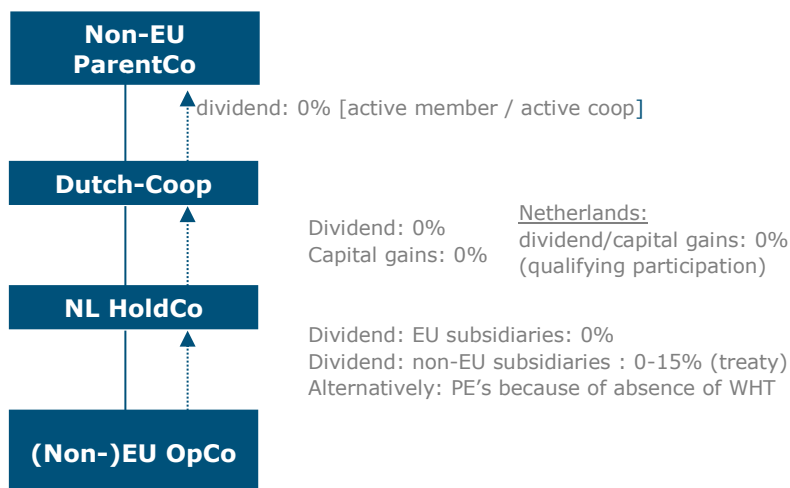 Non-EU
ParentCo
dividend: 0% [active member / active coop]
Dutch-Coop
Dividend: 0%
Capital gains: 0%
Netherlands:
dividend/capital gains: 0%
(qualifying participation)
NL HoldCo
Dividend: EU subsidiaries: 0%
Dividend: non-EU subsidiaries : 0-15% (treaty)
Alternatively: PE's because of absence of WHT
(Non-)EU OpCo